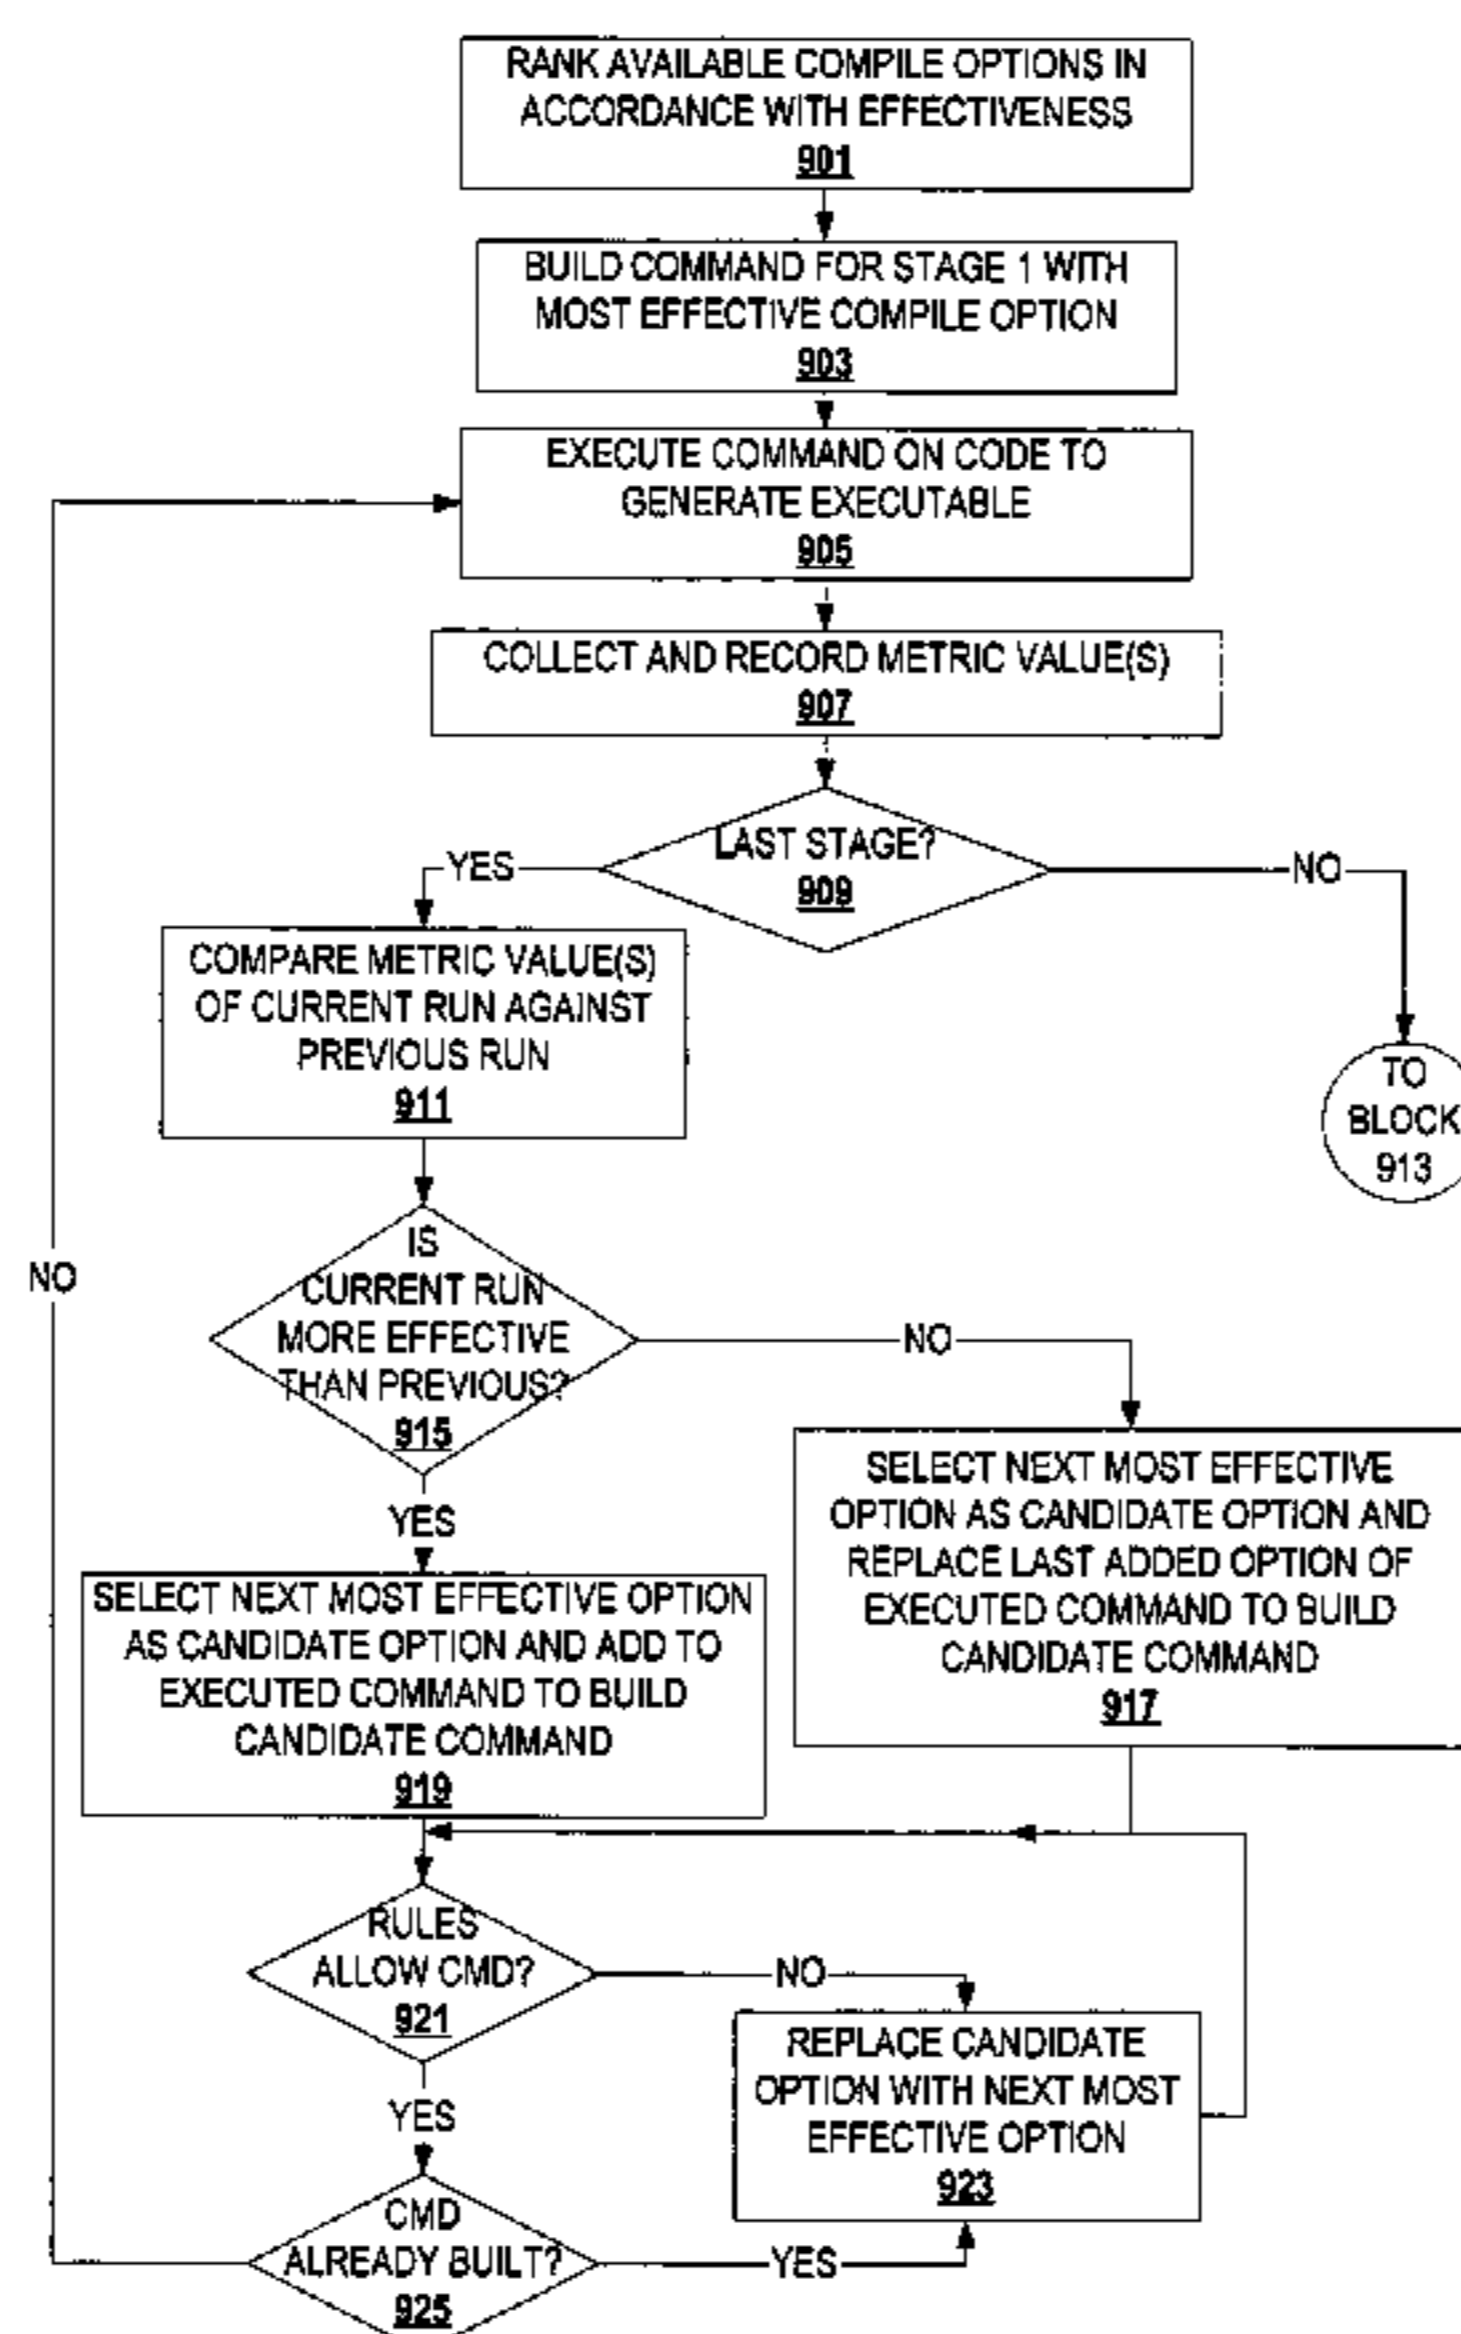 RANK AVAILABLE COMPILE OPTIONS IN
ACCORDANCE WITH EFFECTIVENESS
901
BUILD COMMAND FOR STAGE 1 WITH
MOST EFFECTIVE COMPILE OPTION
903
EXECUTE COMMAND ON CODE TO
GENERATE EXECUTABLE
905
COLLECT AND RECORD METRIC VALUE(S)
907
LAST STAGE?
909
YES
NO
COMPARE METRIC VALUE(S)
OF CURRENT RUN AGAINST
PREVIOUS RUN
911
TO
BLOCK
913
IS
CURRENT RUN
MORE EFFECTIVE
THAN PREVIOUS?
915
NO
NO
YES
SELECT NEXT MOST EFFECTIVE
OPTION AS CANDIDATE OPTION AND
REPLACE LAST ADDED OPTION OF
EXECUTED COMMAND TO BUILD
CANDIDATE COMMAND
917
SELECT NEXT MOST EFFECTIVE OPTION
AS CANDIDATE OPTION AND ADD TO
EXECUTED COMMAND TO BUILD
CANDIDATE COMMAND
919
RULES
ALLOW CMD?
921
NO
YES
REPLACE CANDIDATE
OPTION WITH NEXT MOST
EFFECTIVE OPTION
923
CMD
ALREADY BUILT?
925
YES